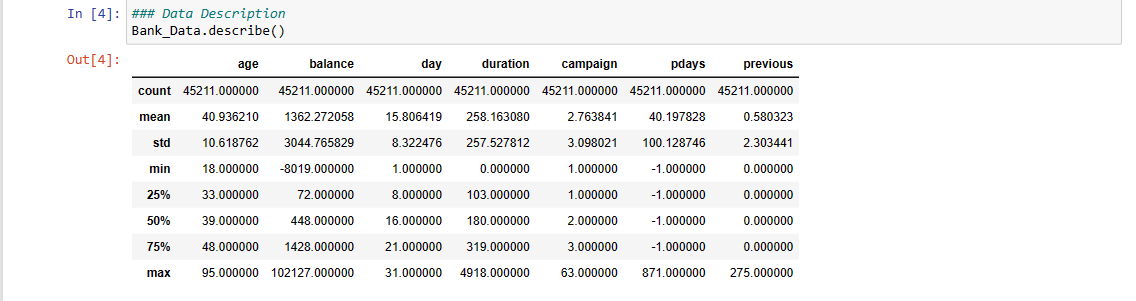 In [4]: ### Data Description
Bank_Data.describe()
Out[4]:
age balance day duration campaign pdays previous
count 45211.000000 45211.000000 45211.000000 45211.000000 45211.000000 45211.000000 45211.000000
mean 40.936210 1362.272058 15.806419 258.163080 2.763841 40.197828 0.580323
std 10.618762 3044.765829 8.322476 257.527812 3.098021 100.128746 2.303441
min 18.000000 -8019.000000 1.000000 0.000000 1.000000 -1.000000 0.000000
25% 33.000000 72.000000 8.000000 103.000000 1.000000 -1.000000 0.000000
50% 39.000000 448.000000 16.000000 180.000000 2.000000 -1.000000 0.000000
75% 48.000000 1428.000000 21.000000 319.000000 3.000000 -1.000000 0.000000
max 95.000000 102127.000000 31.000000 4918.000000 63.000000 871.000000 275.000000